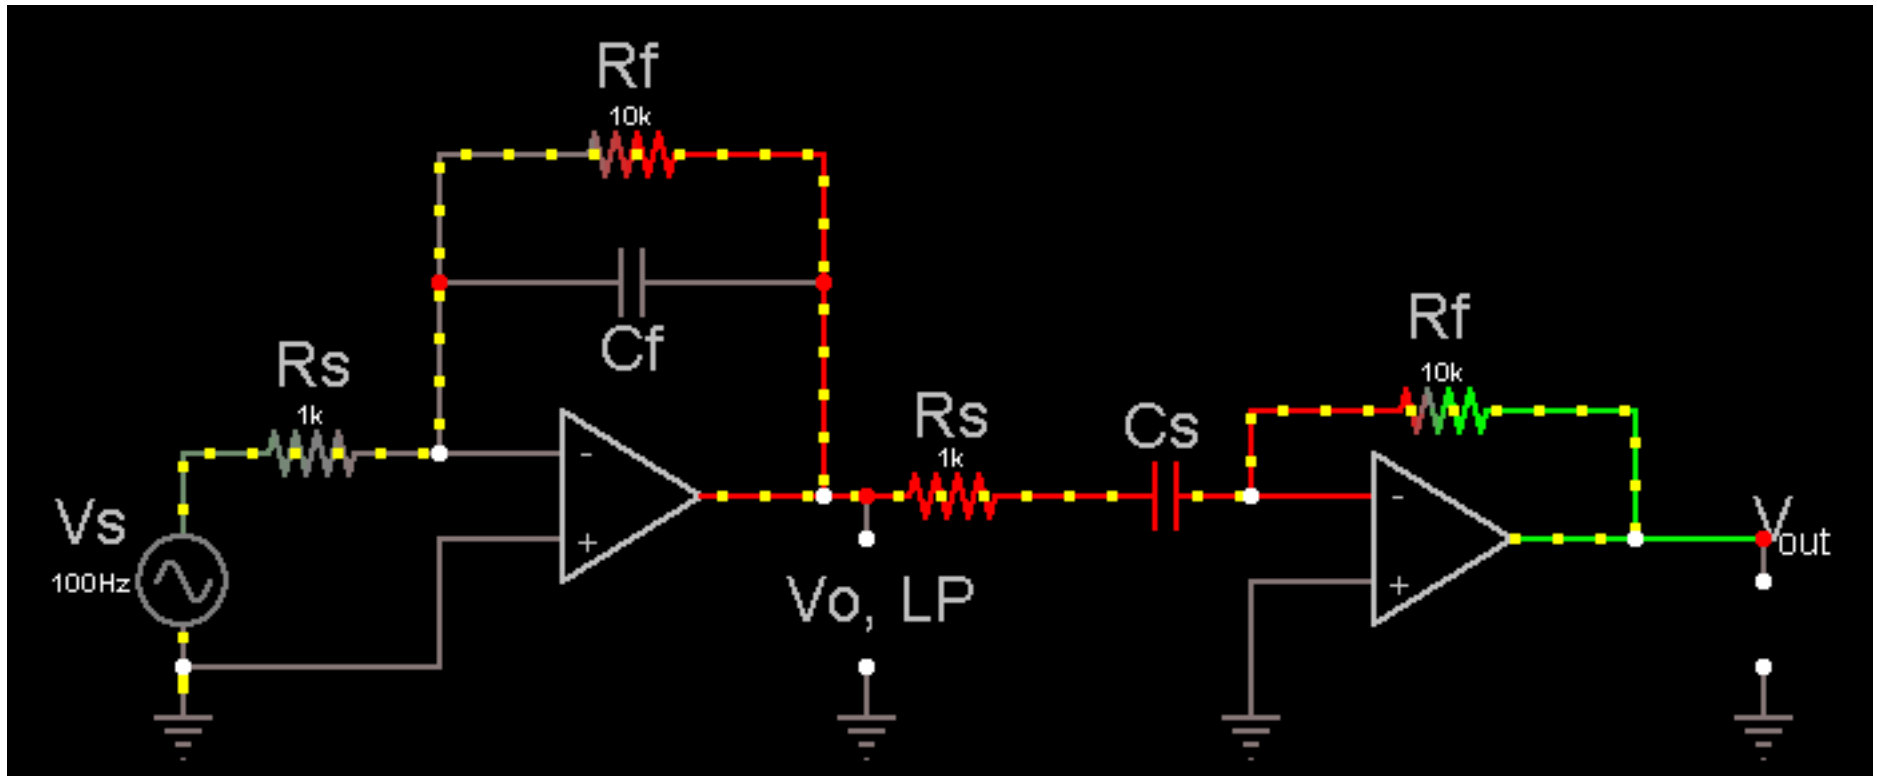 Rf
10k
Cf
Rs
1k
Vs
100Hz
-
+
Vo, LP
Rs
1k
Cs
Rf
10k
-
+
Vout